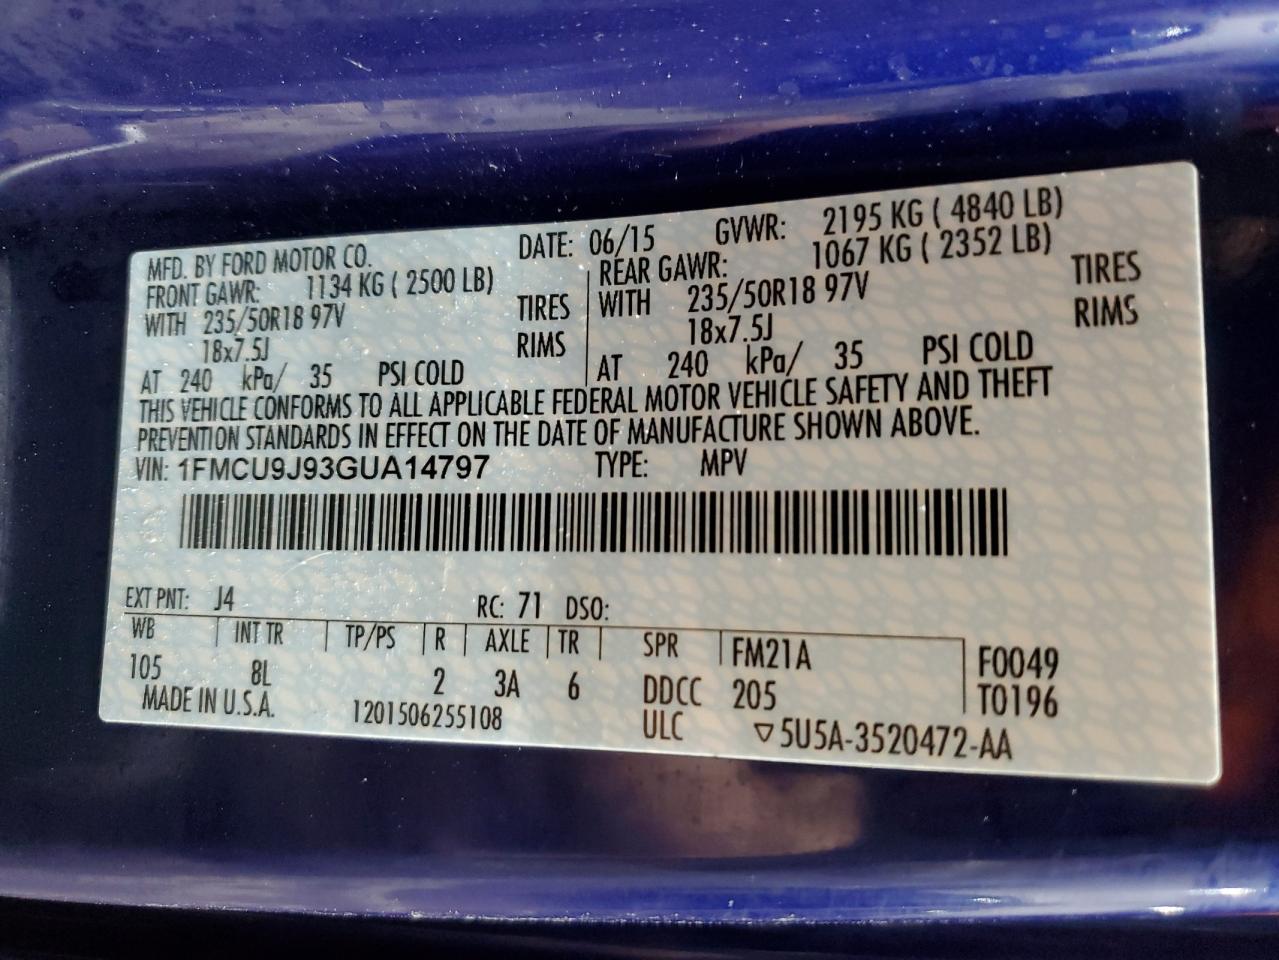 MFD. BY FORD MOTOR CO. DATE: 06/15 GVWR: 2195 KG ( 4840 LB)
FRONT GAWR: 1134 KG ( 2500 LB) REAR GAWR: 1067 KG ( 2352 LB)
WITH 235/50R18 97V TIRES WITH 235/50R18 97V TIRES
18x7.5J RIMS 18x7.5J RIMS
AT 240 kPa/ 35 PSI COLD AT 240 kPa/ 35 PSI COLD
THIS VEHICLE CONFORMS TO ALL APPLICABLE FEDERAL MOTOR VEHICLE SAFETY AND THEFT
PREVENTION STANDARDS IN EFFECT ON THE DATE OF MANUFACTURE SHOWN ABOVE.
VIN: 1FMCU9J93GUA14797 TYPE: MPV
EXT PNT: J4 RC: 71 DSO:
WB INT TR TP/PS R AXLE TR SPR FM21A F0049
105 8L 2 3A 6 DDCC 205 T0196
MADE IN U.S.A. 1201506255108 ULC ▽5U5A-3520472-AA